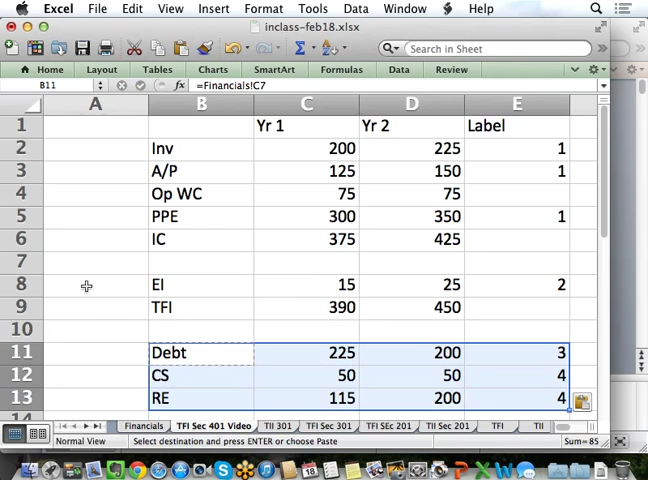 Excel File Edit View Insert Format Tools Data Window Help
inclass-feb18.xlsx
Search in Sheet
Home Layout Tables Charts SmartArt Formulas Data Review
B11 fx =Financials!C7
A B C D E
1 Yr 1 Yr 2 Label
2 Inv 200 225 1
3 A/P 125 150 1
4 Op WC 75 75
5 PPE 300 350 1
6 IC 375 425
7
8 EI 15 25 2
9 TFI 390 450
10
11 Debt 225 200 3
12 CS 50 50 4
13 RE 115 200 4
14
Financials TFI Sec 401 Video TII 301 TFI Sec 301 TFI SEc 201 TII Sec 201 TFI TII
Normal View Select destination and press ENTER or choose Paste Sum=85